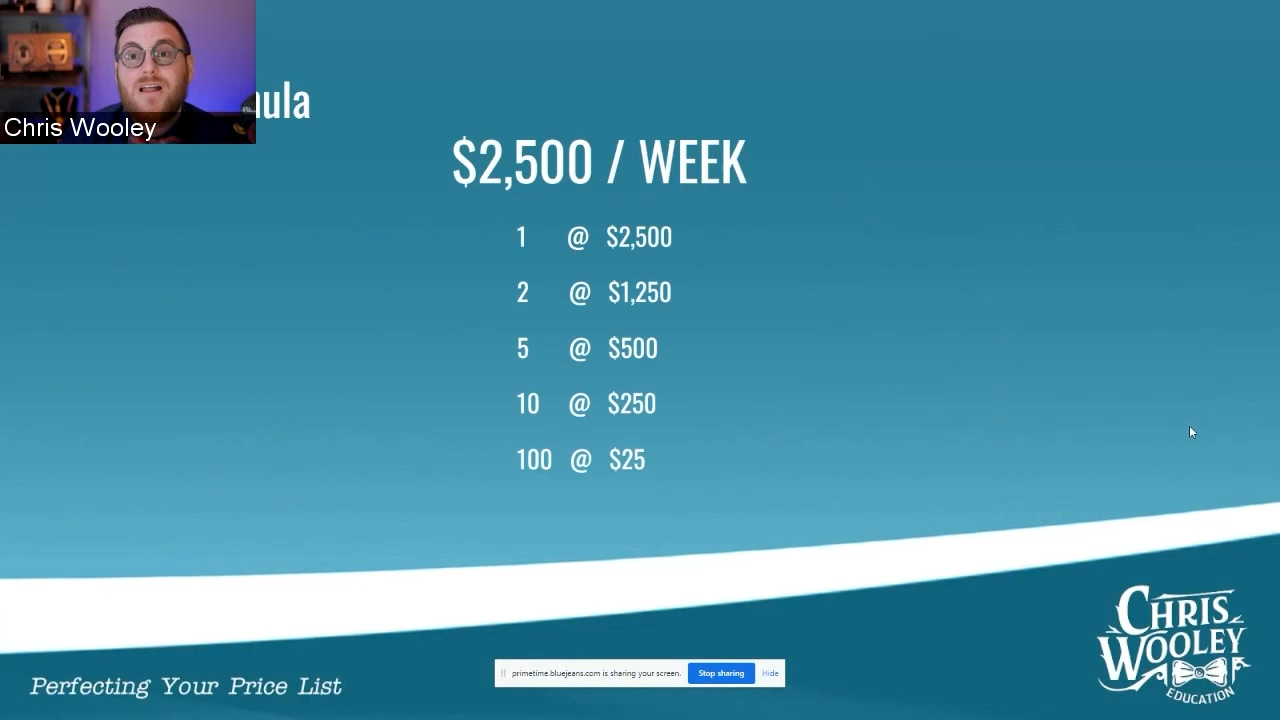 Chris Wooley
$2,500 / WEEK
1 @ $2,500
2 @ $1,250
5 @ $500
10 @ $250
100 @ $25
Perfecting Your Price List
primetime.bluejeans.com is sharing your screen. Stop sharing Hide
CHRIS
WOOLEY
EDUCATION